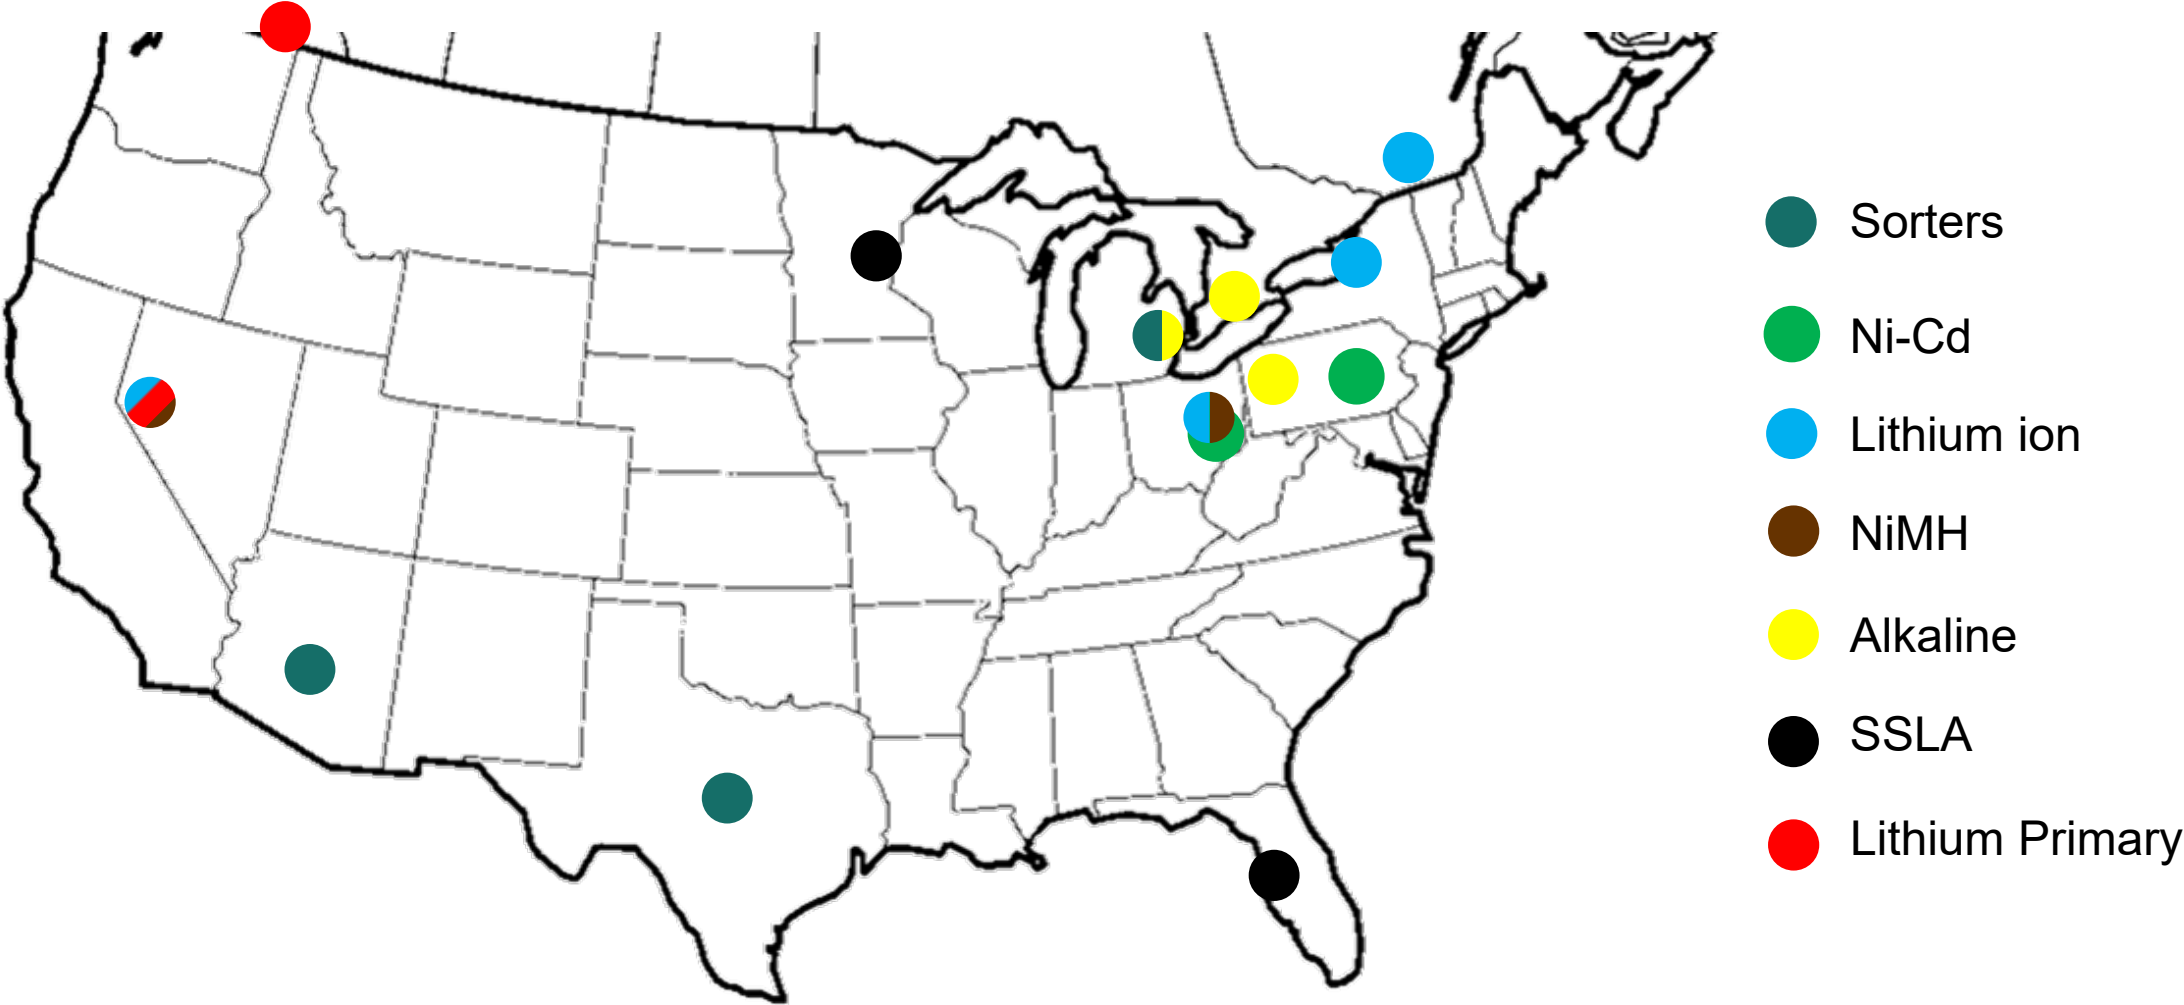 Sorters
Ni-Cd
Lithium ion
NiMH
Alkaline
SSLA
Lithium Primary